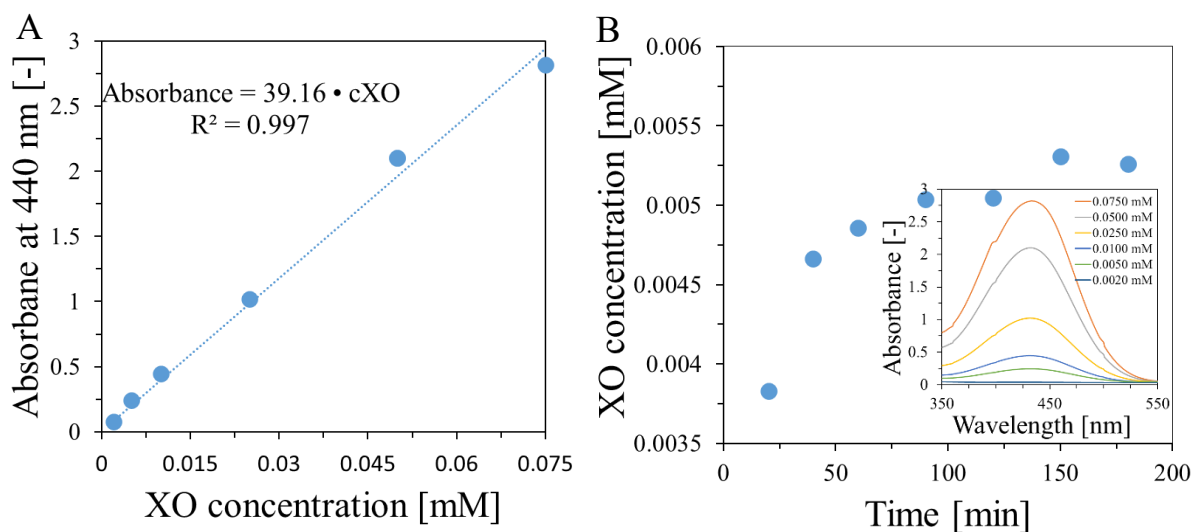 A
3
2.5
2
1.5
1
0.5
0
Absorbane at 440 nm [-]
Absorbance = 39.16 • cXO
R² = 0.997
0
0.015
0.030
0.045
0.060
0.075
XO concentration [mM]
B
0.006
0.0055
0.005
0.0045
0.004
0.0035
XO concentration [mM]
0
50
100
150
200
Time [min]
3
2.5
2
1.5
1
0.5
0
Absorbance [-]
0.0750 mM
0.0500 mM
0.0250 mM
0.0100 mM
0.0050 mM
0.0020 mM
350
450
550
Wavelength [nm]